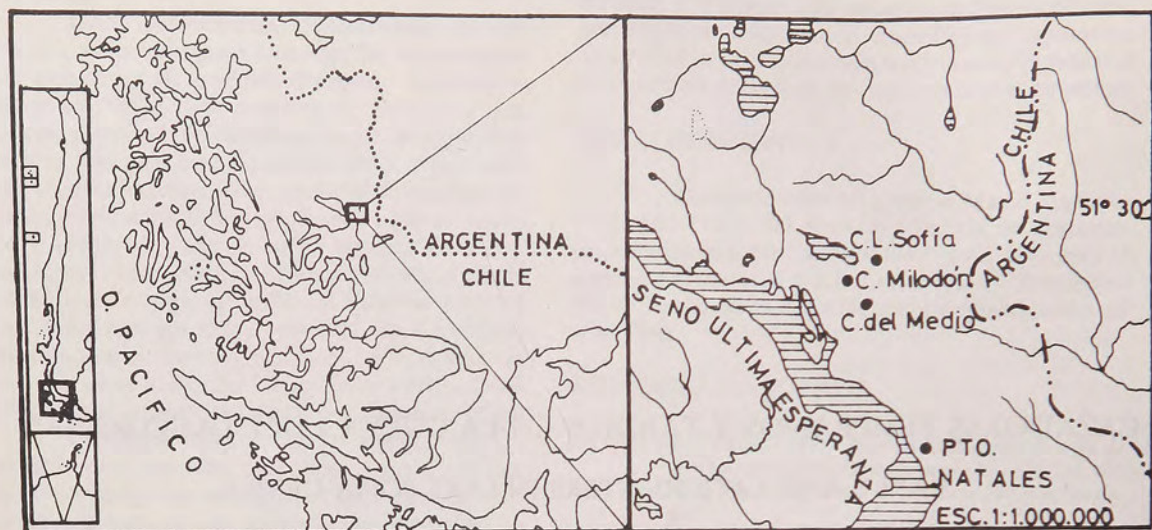 ARGENTINA
CHILE
O. PACIFICO
CHILE
ARGENTINA
51° 30
C.L. Sofía
C. Milodón
C. del Medio
SENO ULTIMA ESPERANZA
PTO.
NATALES
ESC. 1:1.000.000